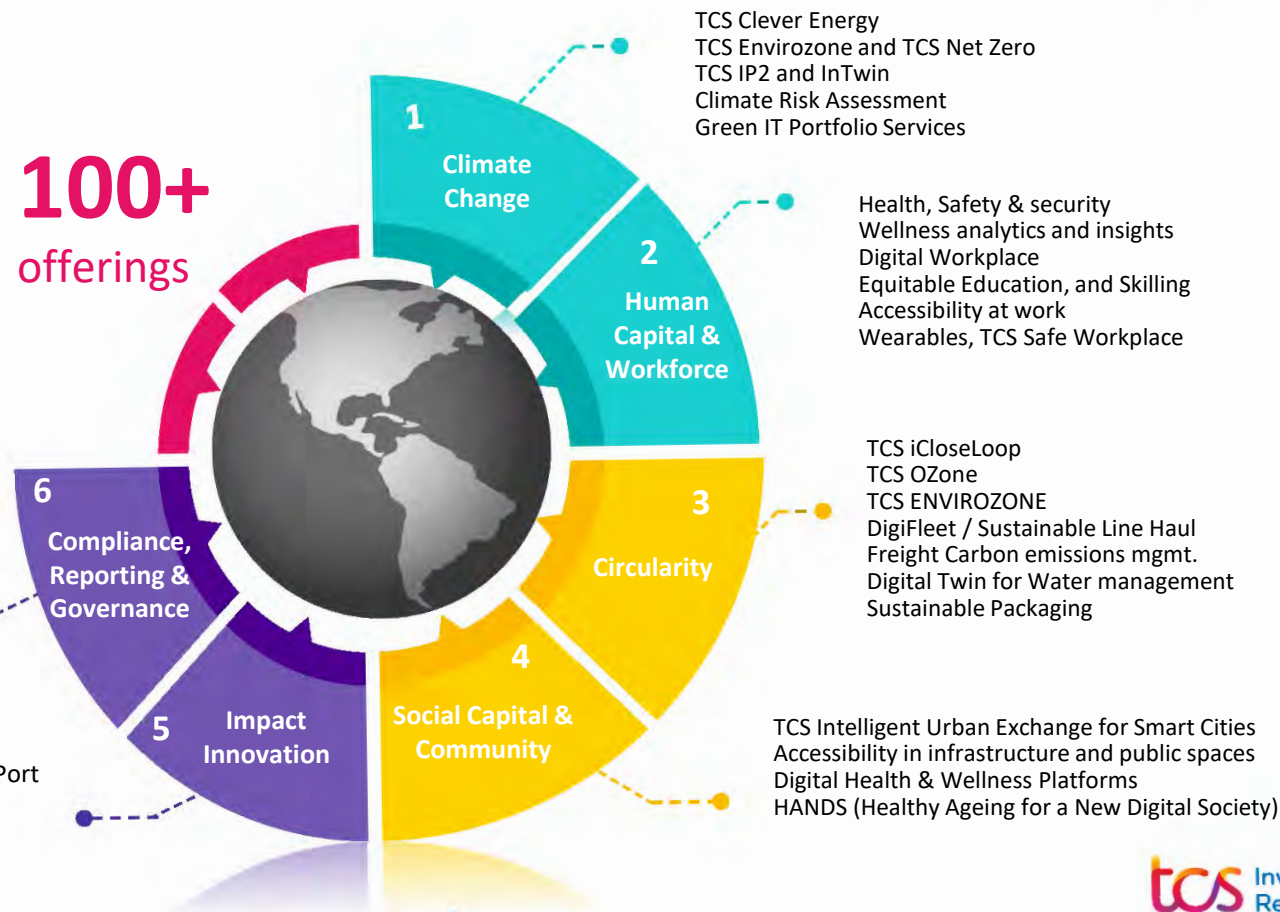 100+
offerings
1
Climate
Change
TCS Clever Energy
TCS Envirozone and TCS Net Zero
TCS IP2 and InTwin
Climate Risk Assessment
Green IT Portfolio Services
2
Human
Capital &
Workforce
Health, Safety & security
Wellness analytics and insights
Digital Workplace
Equitable Education, and Skilling
Accessibility at work
Wearables, TCS Safe Workplace
3
Circularity
TCS iCloseLoop
TCS OZone
TCS ENVIROZONE
DigiFleet / Sustainable Line Haul
Freight Carbon emissions mgmt.
Digital Twin for Water management
Sustainable Packaging
4
Social Capital &
Community
TCS Intelligent Urban Exchange for Smart Cities
Accessibility in infrastructure and public spaces
Digital Health & Wellness Platforms
HANDS (Healthy Ageing for a New Digital Society)
5
Impact
Innovation
Port
6
Compliance,
Reporting &
Governance
tcs